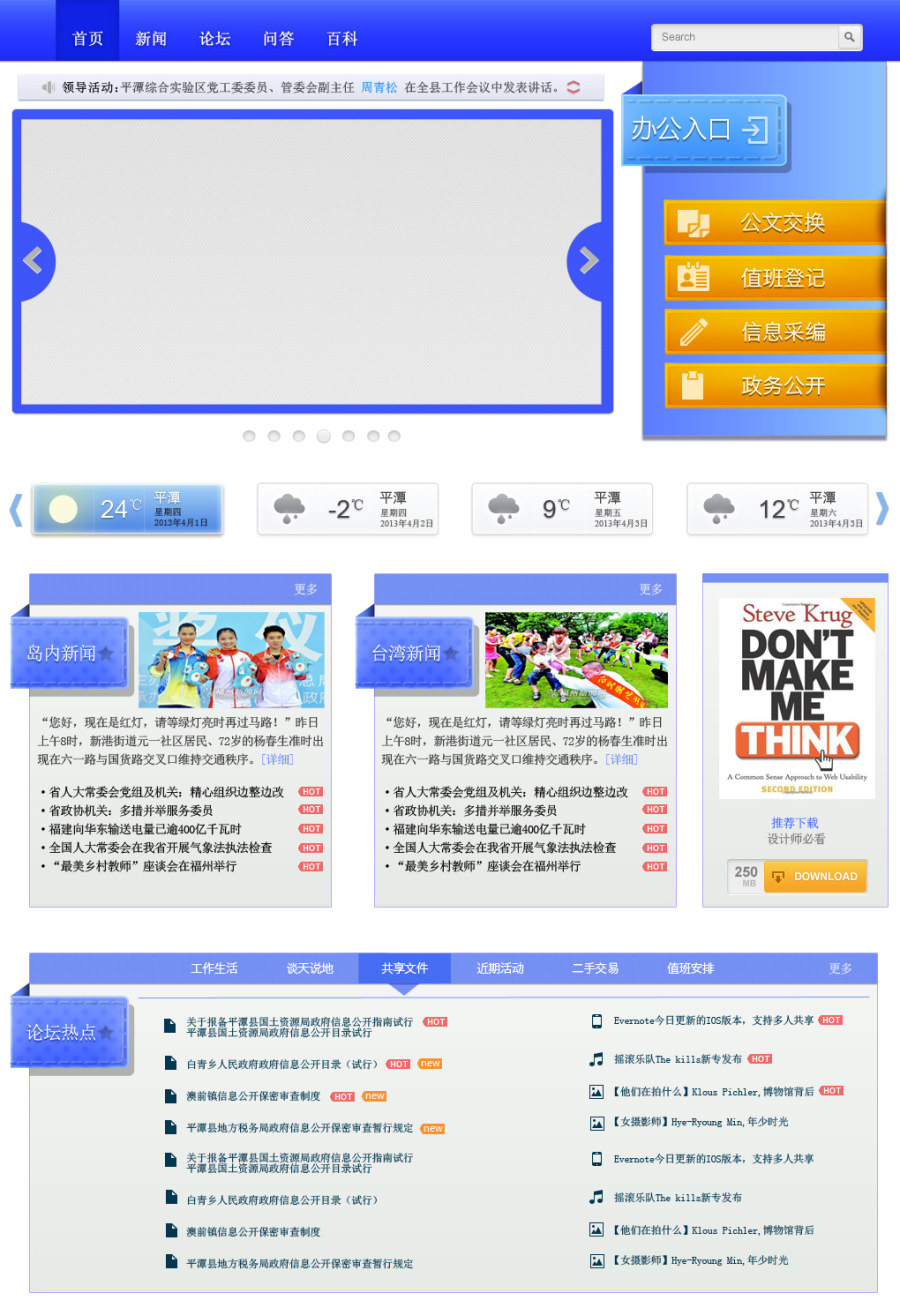 首页 新闻 论坛 问答 百科 Search
领导活动:平潭综合实验区党工委委员、管委会副主任 周青松 在全县工作会议中发表讲话。
办公入口
公文交换
值班登记
信息采编
政务公开
24℃ 平潭 星期四 2013年4月1日
-2℃ 平潭 星期四 2013年4月2日
9℃ 平潭 星期五 2013年4月3日
12℃ 平潭 星期六 2013年4月3日
更多
岛内新闻
“您好，现在是红灯，请等绿灯亮时再过马路！”昨日
上午8时，新港街道元一社区居民、72岁的杨春生准时出
现在六一路与国货路交叉口维持交通秩序。[详细]
• 省人大常委会党组及机关：精心组织边整边改 HOT
• 省政协机关：多措并举服务委员 HOT
• 福建向华东输送电量已逾400亿千瓦时 HOT
• 全国人大常委会在我省开展气象法执法检查 HOT
• “最美乡村教师”座谈会在福州举行 HOT
更多
台湾新闻
“您好，现在是红灯，请等绿灯亮时再过马路！”昨日
上午8时，新港街道元一社区居民、72岁的杨春生准时出
现在六一路与国货路交叉口维持交通秩序。[详细]
• 省人大常委会党组及机关：精心组织边整边改 HOT
• 省政协机关：多措并举服务委员 HOT
• 福建向华东输送电量已逾400亿千瓦时 HOT
• 全国人大常委会在我省开展气象法执法检查 HOT
• “最美乡村教师”座谈会在福州举行 HOT
Steve Krug
DON'T
MAKE
ME
THINK
A Common Sense Approach to Web Usability
SECOND EDITION
推荐下载
设计师必看
250 MB DOWNLOAD
工作生活 谈天说地 共享文件 近期活动 二手交易 值班安排 更多
论坛热点
关于报备平潭县国土资源局政府信息公开指南试行 HOT
平潭县国土资源局政府信息公开目录试行
白青乡人民政府政府信息公开目录（试行） HOT new
澳前镇信息公开保密审查制度 HOT new
平潭县地方税务局政府信息公开保密审查暂行规定 new
关于报备平潭县国土资源局政府信息公开指南试行
平潭县国土资源局政府信息公开目录试行
白青乡人民政府政府信息公开目录（试行）
澳前镇信息公开保密审查制度
平潭县地方税务局政府信息公开保密审查暂行规定
Evernote今日更新的IOS版本，支持多人共享 HOT
摇滚乐队The kills新专发布 HOT
【他们在拍什么】Klous Pichler,博物馆背后 HOT
【女摄影师】Hye-Ryoung Min,年少时光
Evernote今日更新的IOS版本，支持多人共享
摇滚乐队The kills新专发布
【他们在拍什么】Klous Pichler,博物馆背后
【女摄影师】Hye-Ryoung Min,年少时光